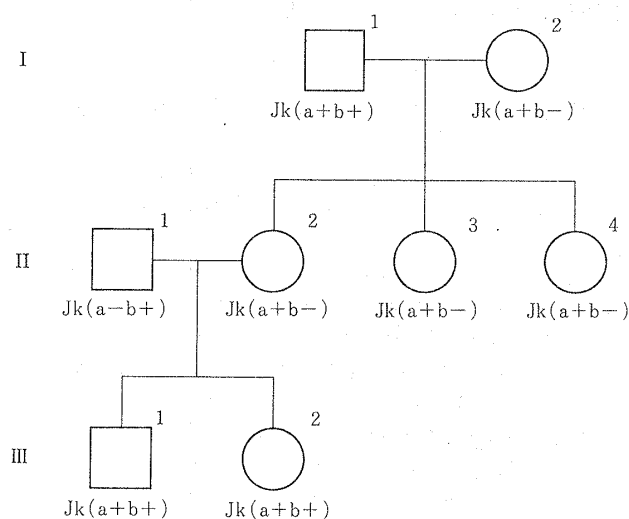 1 2
I
Jk(a+b+) Jk(a+b−)
1 2 3 4
II
Jk(a−b+) Jk(a+b−) Jk(a+b−) Jk(a+b−)
1 2
III
Jk(a+b+) Jk(a+b+)